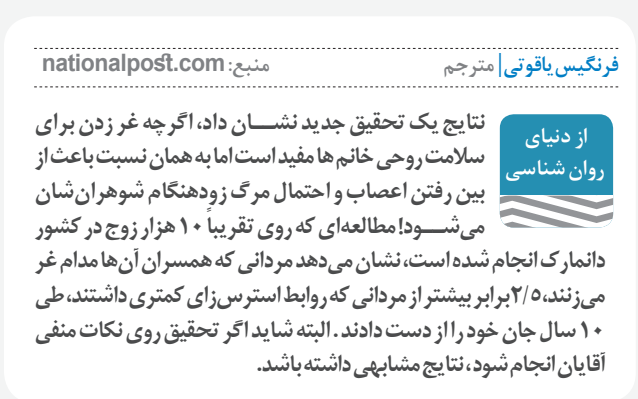 فرنگیس یاقوتی | مترجم منبع: nationalpost.com
از دنیای
روان شناسی
نتایج یک تحقیق جدید نشـــان داد، اگرچه غر زدن برای
سلامت روحی خانم ها مفید است اما به همان نسبت باعث از
بین رفتن اعصاب و احتمال مرگ زودهنگام شوهران‌شان
می‌شـــود! مطالعه‌ای که روی تقریباً ۱۰ هزار زوج در کشور
دانمارک انجام شده است، نشان می‌دهد مردانی که همسران آن‌ها مدام غر
می‌زنند، ۲/۵ برابر بیشتر از مردانی که روابط استرس‌زای کمتری داشتند، طی
۱۰ سال جان خود را از دست دادند. البته شاید اگر تحقیق روی نکات منفی
آقایان انجام شود، نتایج مشابهی داشته باشد.